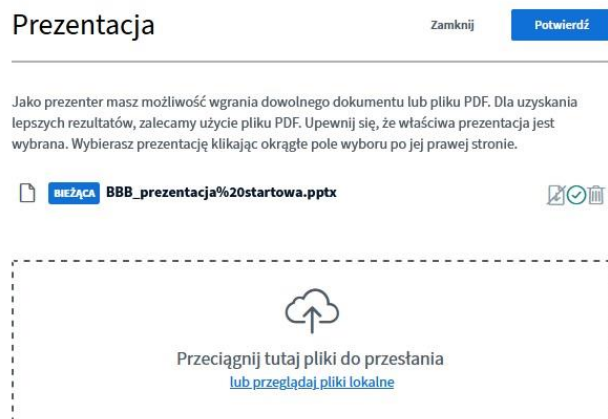 Prezentacja
Zamknij
Potwierdź
Jako prezenter masz możliwość wgrania dowolnego dokumentu lub pliku PDF. Dla uzyskania
lepszych rezultatów, zalecamy użycie pliku PDF. Upewnij się, że właściwa prezentacja jest
wybrana. Wybierasz prezentację klikając okrągłe pole wyboru po jej prawej stronie.
BIEŻĄCA BBB_prezentacja%20startowa.pptx
Przeciągnij tutaj pliki do przesłania
lub przeglądaj pliki lokalne